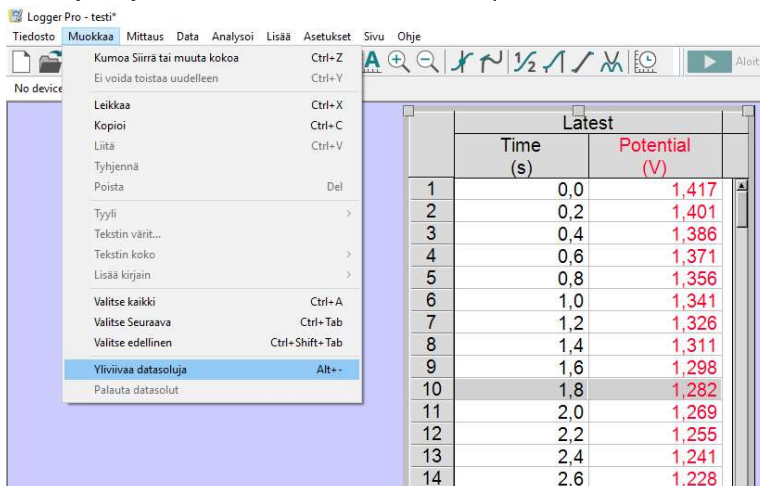 Logger Pro - testi*
Tiedosto Muokkaa Mittaus Data Analysoi Lisää Asetukset Sivu Ohje
No device
Aloit
Kumoa Siirrä tai muuta kokoa Ctrl+Z
Ei voida toistaa uudelleen Ctrl+Y
Leikkaa Ctrl+X
Kopioi Ctrl+C
Liitä Ctrl+V
Tyhjennä
Poista Del
Tyyli
Tekstin värit...
Tekstin koko
Lisää kirjain
Valitse kaikki Ctrl+A
Valitse Seuraava Ctrl+Tab
Valitse edellinen Ctrl+Shift+Tab
Yliviivaa datasoluja Alt+-
Palauta datasolut
Latest
Time Potential
(s) (V)
1 0,0 1,417
2 0,2 1,401
3 0,4 1,386
4 0,6 1,371
5 0,8 1,356
6 1,0 1,341
7 1,2 1,326
8 1,4 1,311
9 1,6 1,298
10 1,8 1,282
11 2,0 1,269
12 2,2 1,255
13 2,4 1,241
14 2,6 1,228